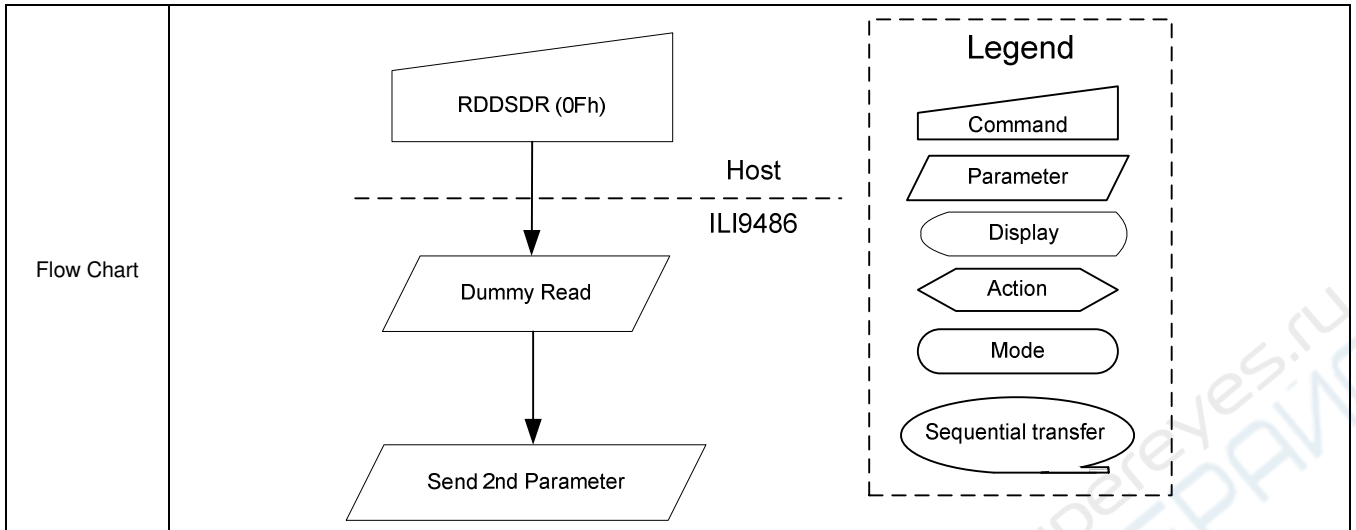 Flow Chart
RDDSDR (0Fh)
Host
ILI9486
Dummy Read
Send 2nd Parameter
Legend
Command
Parameter
Display
Action
Mode
Sequential transfer